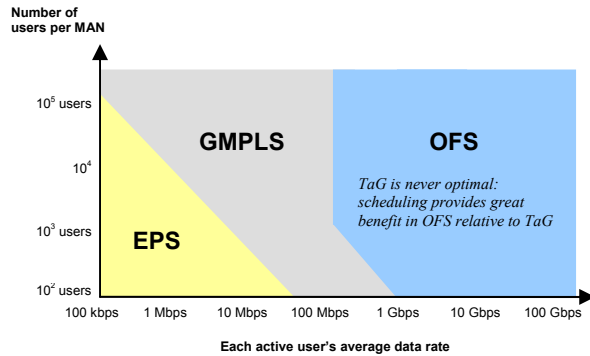 Number of
users per MAN
10⁵ users
GMPLS
OFS
10⁴
TaG is never optimal:
scheduling provides great
benefit in OFS relative to TaG
10³ users
EPS
10² users
100 kbps 1 Mbps 10 Mbps 100 Mbps 1 Gbps 10 Gbps 100 Gbps
Each active user's average data rate